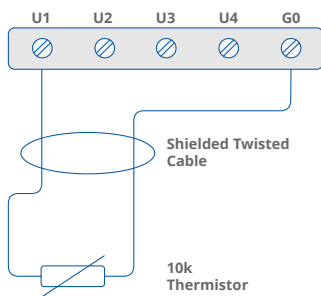 U1 U2 U3 U4 G0
Shielded Twisted
Cable
10k
Thermistor